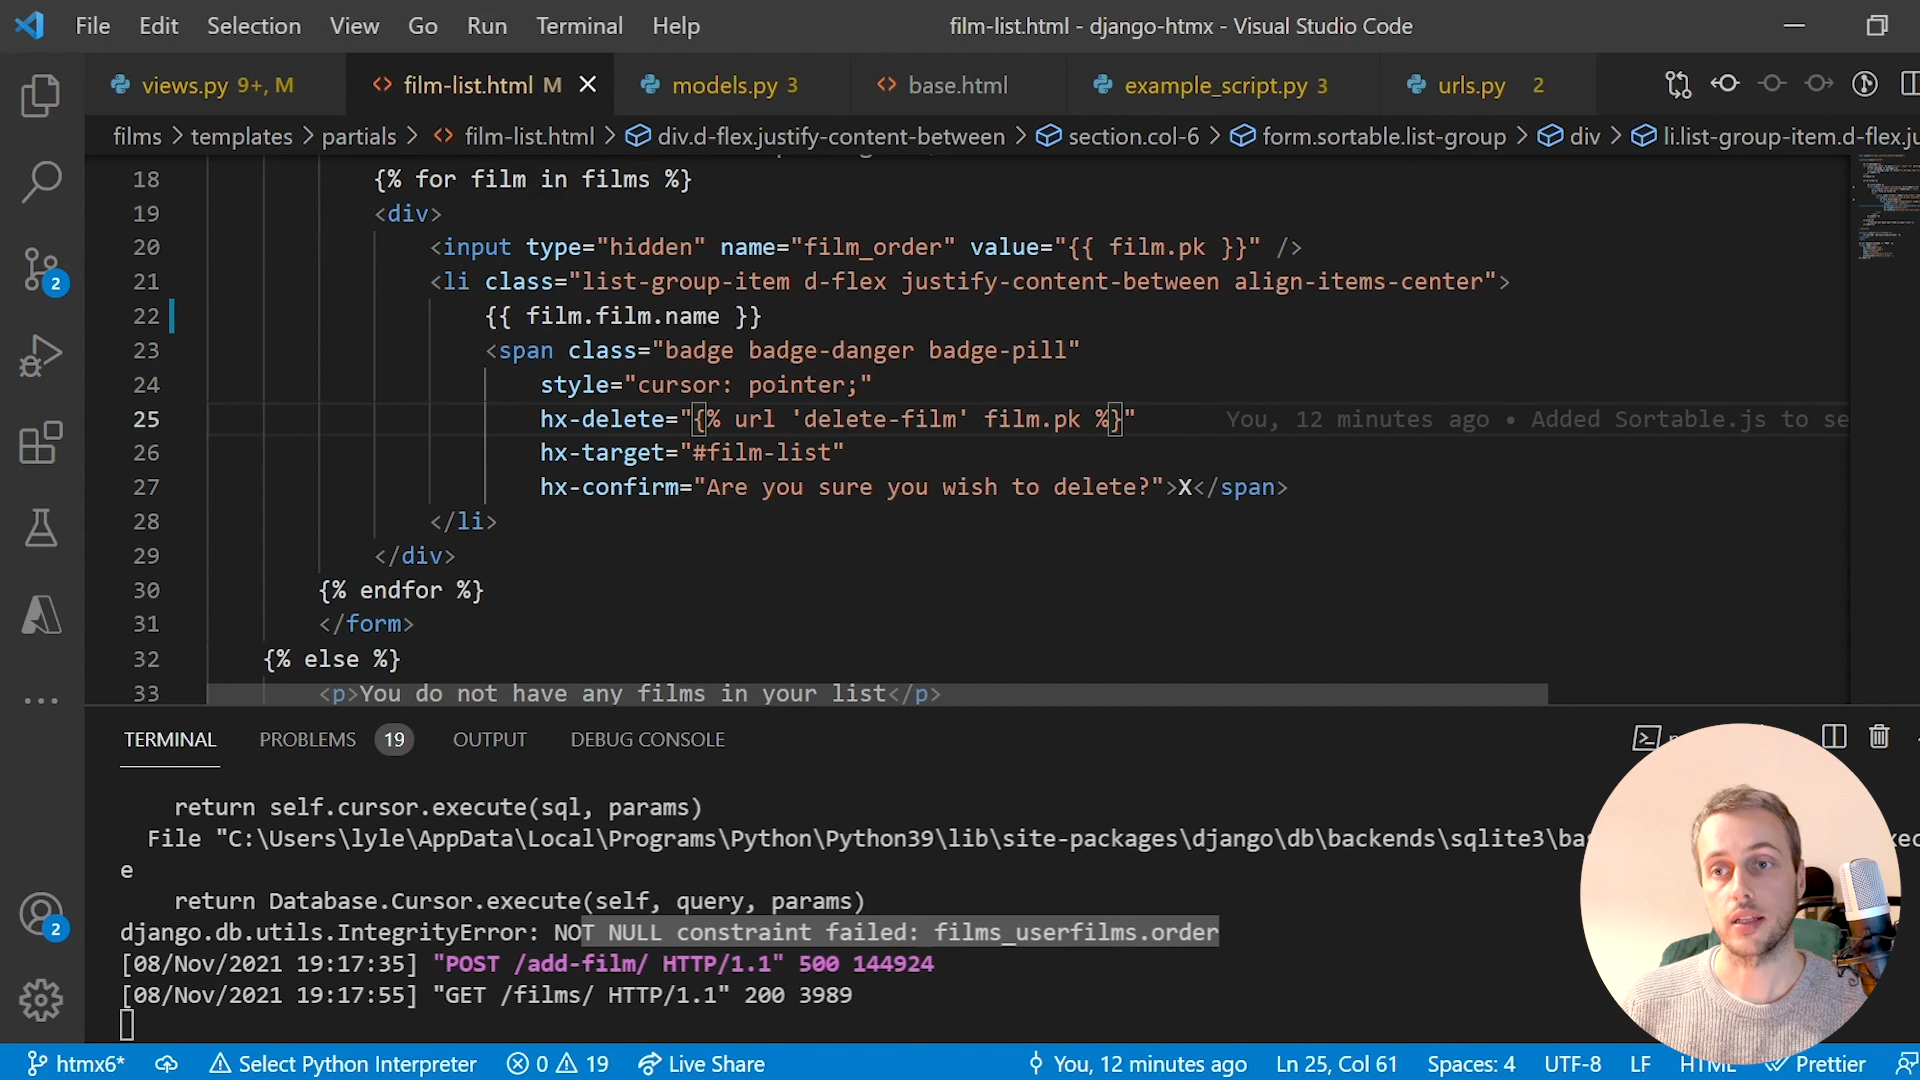 File Edit Selection View Go Run Terminal Help film-list.html - django-htmx - Visual Studio Code
views.py 9+, M film-list.html M models.py 3 base.html example_script.py 3 urls.py 2
films > templates > partials > film-list.html > div.d-flex.justify-content-between > section.col-6 > form.sortable.list-group > div > li.list-group-item.d-flex.ju
18 {% for film in films %}
19 <div>
20 <input type="hidden" name="film_order" value="{{ film.pk }}" />
21 <li class="list-group-item d-flex justify-content-between align-items-center">
22 {{ film.film.name }}
23 <span class="badge badge-danger badge-pill"
24 style="cursor: pointer;"
25 hx-delete="{% url 'delete-film' film.pk %}" You, 12 minutes ago • Added Sortable.js to se
26 hx-target="#film-list"
27 hx-confirm="Are you sure you wish to delete?">X</span>
28 </li>
29 </div>
30 {% endfor %}
31 </form>
32 {% else %}
33 <p>You do not have any films in your list</p>
2
2
TERMINAL PROBLEMS 19 OUTPUT DEBUG CONSOLE
return self.cursor.execute(sql, params)
File "C:\Users\lyle\AppData\Local\Programs\Python\Python39\lib\site-packages\django\db\backends\sqlite3\ba
e
return Database.Cursor.execute(self, query, params)
django.db.utils.IntegrityError: NOT NULL constraint failed: films_userfilms.order
[08/Nov/2021 19:17:35] "POST /add-film/ HTTP/1.1" 500 144924
[08/Nov/2021 19:17:55] "GET /films/ HTTP/1.1" 200 3989
htmx6* Select Python Interpreter 0 19 Live Share You, 12 minutes ago Ln 25, Col 61 Spaces: 4 UTF-8 LF HTML Prettier